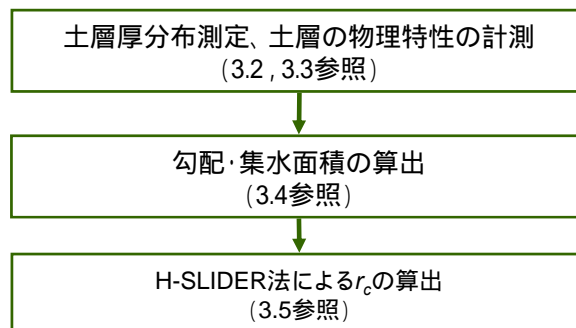 土層厚分布測定、土層の物理特性の計測
(3.2 , 3.3参照)
勾配・集水面積の算出
(3.4参照)
H-SLIDER法によるrcの算出
(3.5参照)